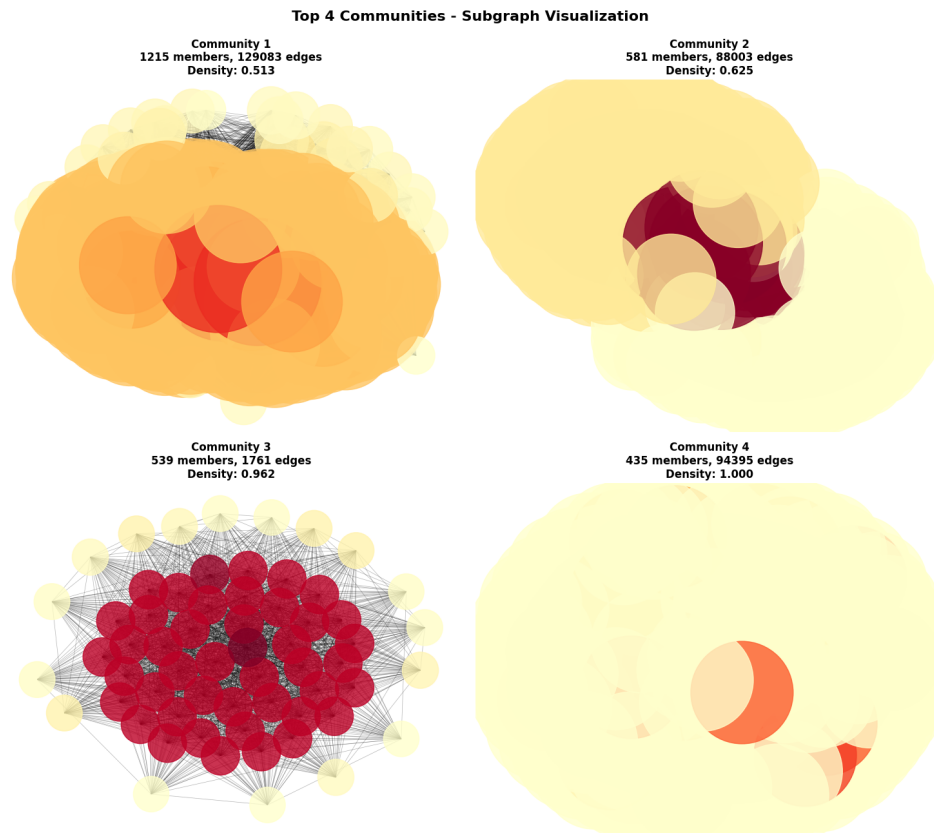 Top 4 Communities - Subgraph Visualization
Community 1
1215 members, 129083 edges
Density: 0.513
Community 2
581 members, 88003 edges
Density: 0.625
Community 3
539 members, 1761 edges
Density: 0.962
Community 4
435 members, 94395 edges
Density: 1.000